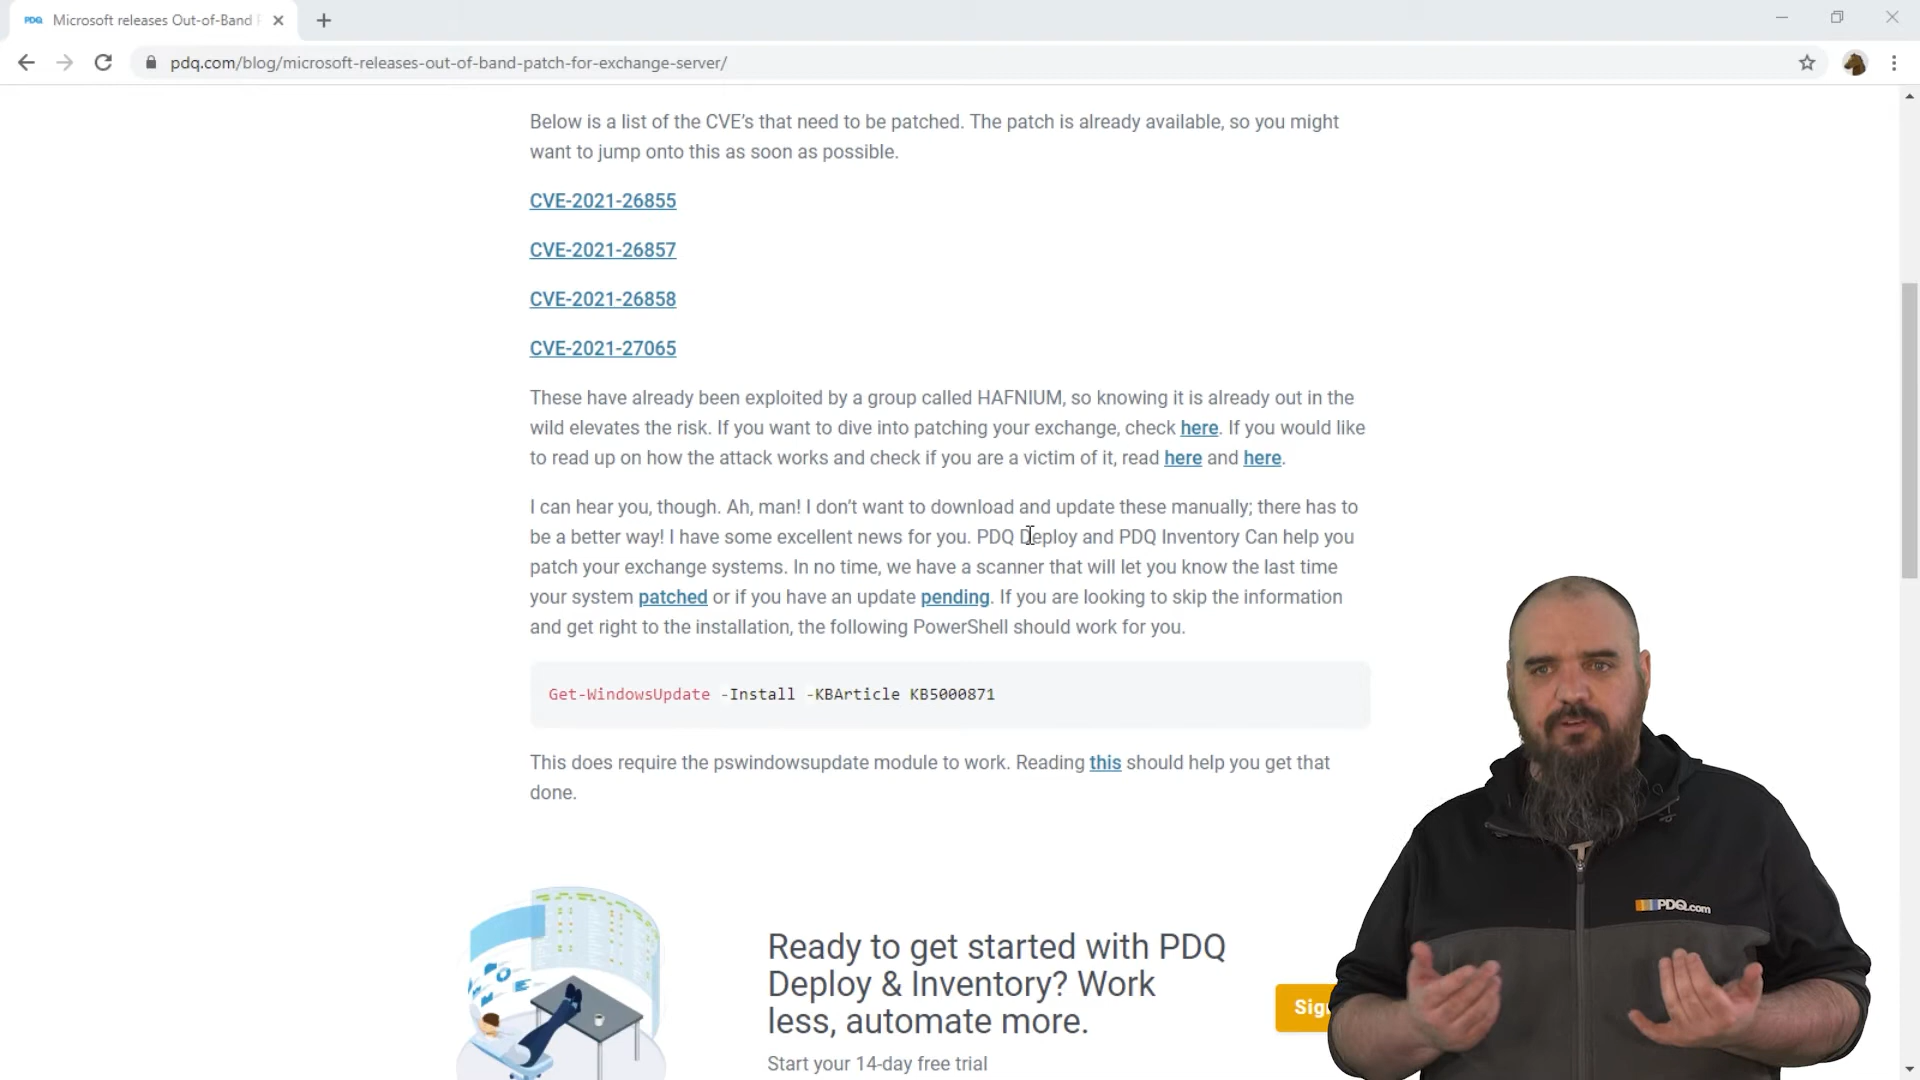 PDQ Microsoft releases Out-of-Band
pdq.com/blog/microsoft-releases-out-of-band-patch-for-exchange-server/
Below is a list of the CVE’s that need to be patched. The patch is already available, so you might
want to jump onto this as soon as possible.
CVE-2021-26855
CVE-2021-26857
CVE-2021-26858
CVE-2021-27065
These have already been exploited by a group called HAFNIUM, so knowing it is already out in the
wild elevates the risk. If you want to dive into patching your exchange, check here. If you would like
to read up on how the attack works and check if you are a victim of it, read here and here.
I can hear you, though. Ah, man! I don’t want to download and update these manually; there has to
be a better way! I have some excellent news for you. PDQ Deploy and PDQ Inventory Can help you
patch your exchange systems. In no time, we have a scanner that will let you know the last time
your system patched or if you have an update pending. If you are looking to skip the information
and get right to the installation, the following PowerShell should work for you.
Get-WindowsUpdate -Install -KBArticle KB5000871
This does require the pswindowsupdate module to work. Reading this should help you get that
done.
PDQ.com
Ready to get started with PDQ
Deploy & Inventory? Work
less, automate more.
Sig
Start your 14-day free trial